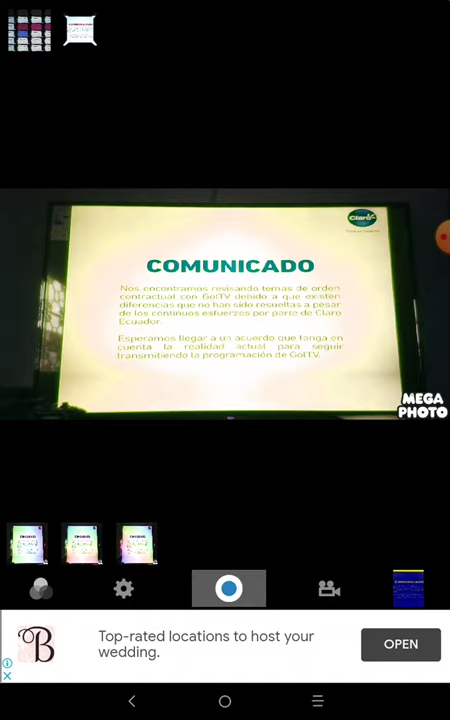 Claro
COMUNICADO
Nos encontramos revisando temas de orden
contractual con GolTV debido a que existen
diferencias que no han sido resueltas a pesar
de los continuos esfuerzos por parte de Claro
Ecuador.
Esperamos llegar a un acuerdo que tenga en
cuenta la realidad actual para seguir
transmitiendo la programación de GolTV.
MEGA
PHOTO
B
Top-rated locations to host your
wedding.
OPEN